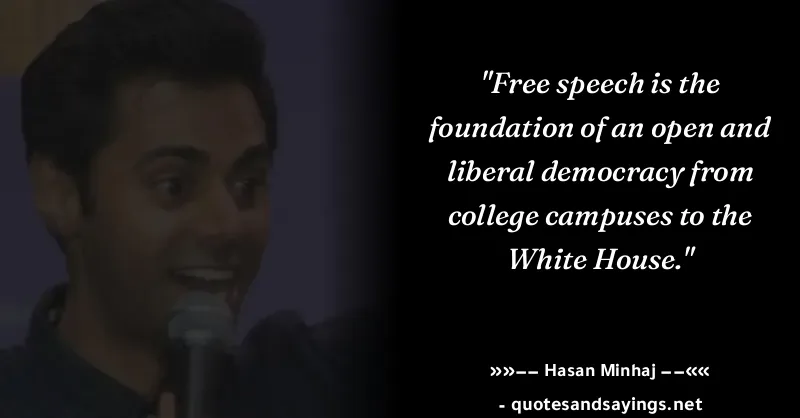 "Free speech is the
foundation of an open and
liberal democracy from
college campuses to the
White House."
»»–– Hasan Minhaj ––««
- quotesandsayings.net